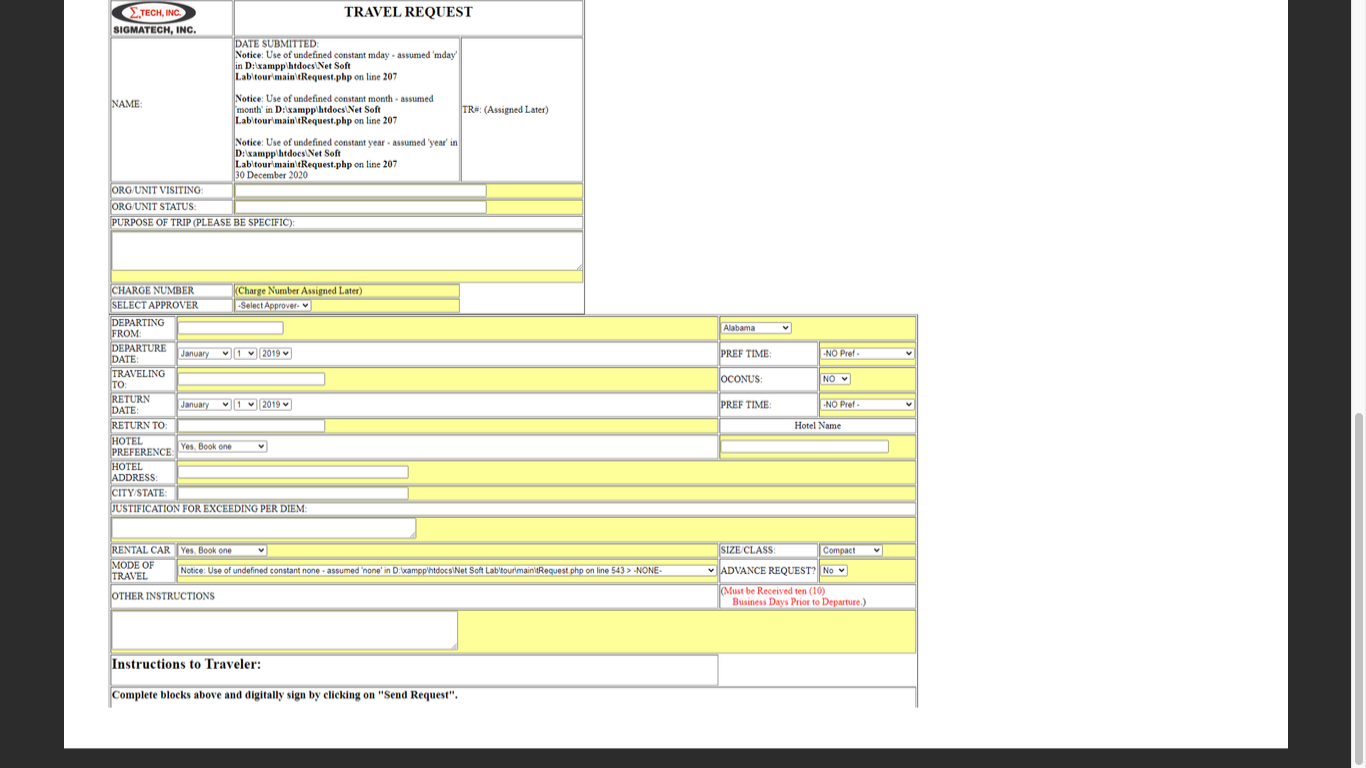 Σ TECH, INC.
SIGMATECH, INC.
TRAVEL REQUEST
NAME:
DATE SUBMITTED:
Notice: Use of undefined constant mday - assumed 'mday'
in D:\xampp\htdocs\Net Soft
Lab\tour\main\tRequest.php on line 207
Notice: Use of undefined constant month - assumed
'month' in D:\xampp\htdocs\Net Soft
Lab\tour\main\tRequest.php on line 207
Notice: Use of undefined constant year - assumed 'year' in
D:\xampp\htdocs\Net Soft
Lab\tour\main\tRequest.php on line 207
30 December 2020
TR#: (Assigned Later)
ORG/UNIT VISITING:
ORG/UNIT STATUS:
PURPOSE OF TRIP (PLEASE BE SPECIFIC):
CHARGE NUMBER (Charge Number Assigned Later)
SELECT APPROVER -Select Approver-
DEPARTING
FROM:
Alabama
DEPARTURE
DATE:
January 1 2019
PREF TIME: -NO Pref -
TRAVELING
TO:
OCONUS: NO
RETURN
DATE:
January 1 2019
PREF TIME: -NO Pref -
RETURN TO:
Hotel Name
HOTEL
PREFERENCE:
Yes. Book one
HOTEL
ADDRESS:
CITY/STATE:
JUSTIFICATION FOR EXCEEDING PER DIEM:
RENTAL CAR Yes. Book one
SIZE/CLASS: Compact
MODE OF
TRAVEL
Notice: Use of undefined constant none - assumed 'none' in D:\xampp\htdocs\Net Soft Lab\tour\main\tRequest.php on line 543 > -NONE-
ADVANCE REQUEST? No
OTHER INSTRUCTIONS
(Must be Received ten (10)
Business Days Prior to Departure.)
Instructions to Traveler:
Complete blocks above and digitally sign by clicking on "Send Request".